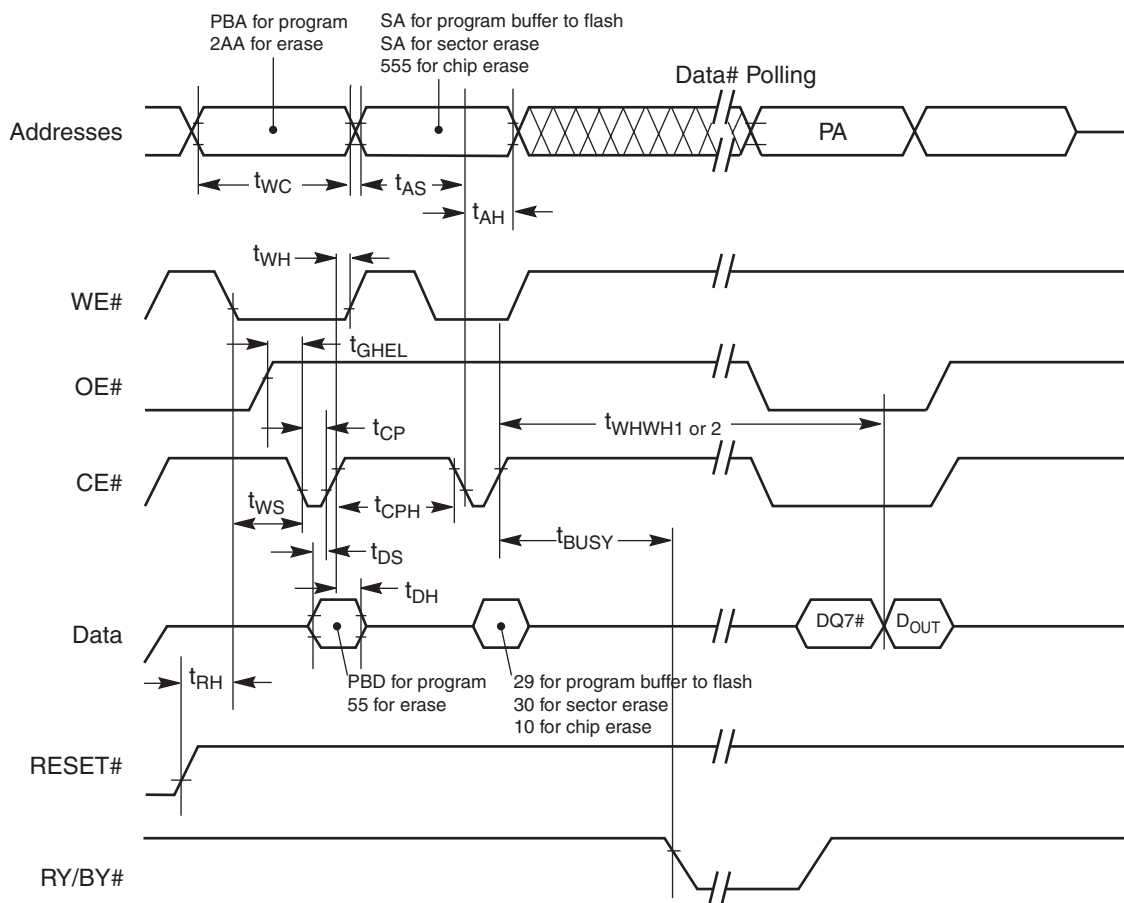 PBA for program
2AA for erase
SA for program buffer to flash
SA for sector erase
555 for chip erase
Data# Polling
Addresses
PA
tWC
tAS
tAH
tWH
WE#
tGHEL
OE#
tWHWH1 or 2
tCP
CE#
tWS
tCPH
tBUSY
tDS
tDH
Data
DQ7#
DOUT
tRH
PBD for program
55 for erase
29 for program buffer to flash
30 for sector erase
10 for chip erase
RESET#
RY/BY#